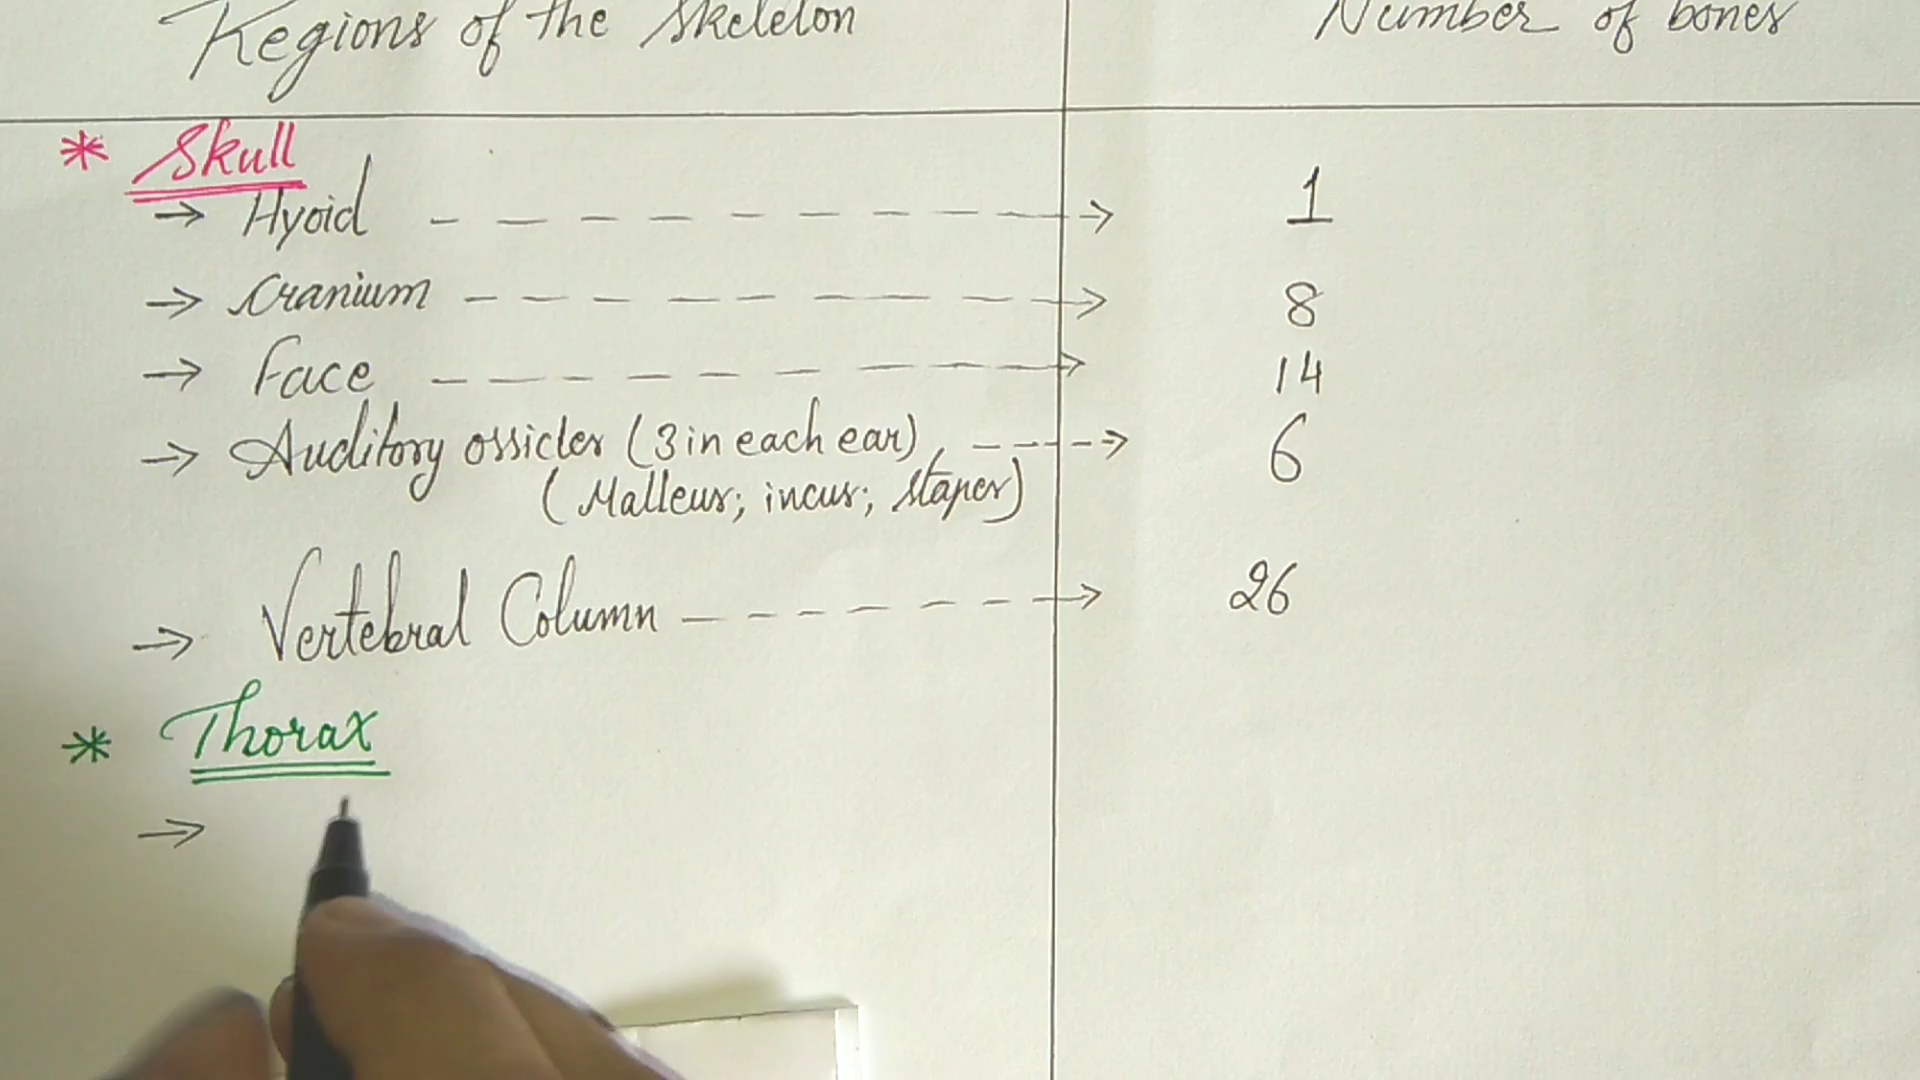 Regions of the Skeleton Number of bones
* Skull
→ Hyoid - - - - - - - - → 1
→ Cranium - - - - - - - - → 8
→ Face - - - - - - - - → 14
→ Auditory ossicles (3 in each ear), - - - → 6
(Malleus; incus; stapes)
→ Vertebral Column - - - - - - → 26
* Thorax
→